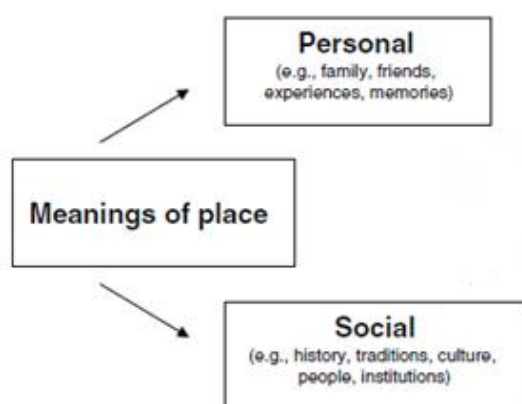 Personal
(e.g., family, friends,
experiences, memories)
Meanings of place
Social
(e.g., history, traditions, culture,
people, institutions)